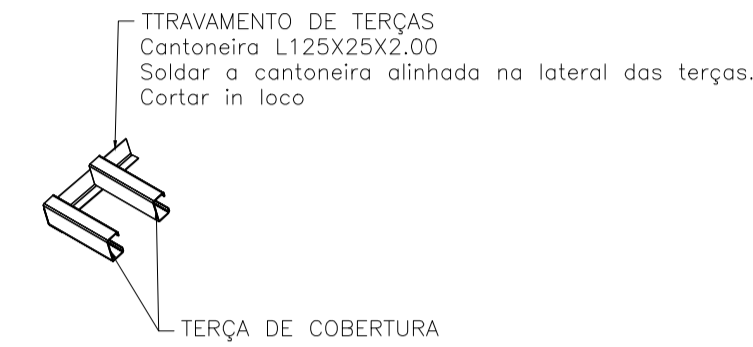 TTRAVAMENTO DE TERÇAS
Cantoneira L125X25X2.00
Soldar a cantoneira alinhada na lateral das terças.
Cortar in loco
TERÇA DE COBERTURA